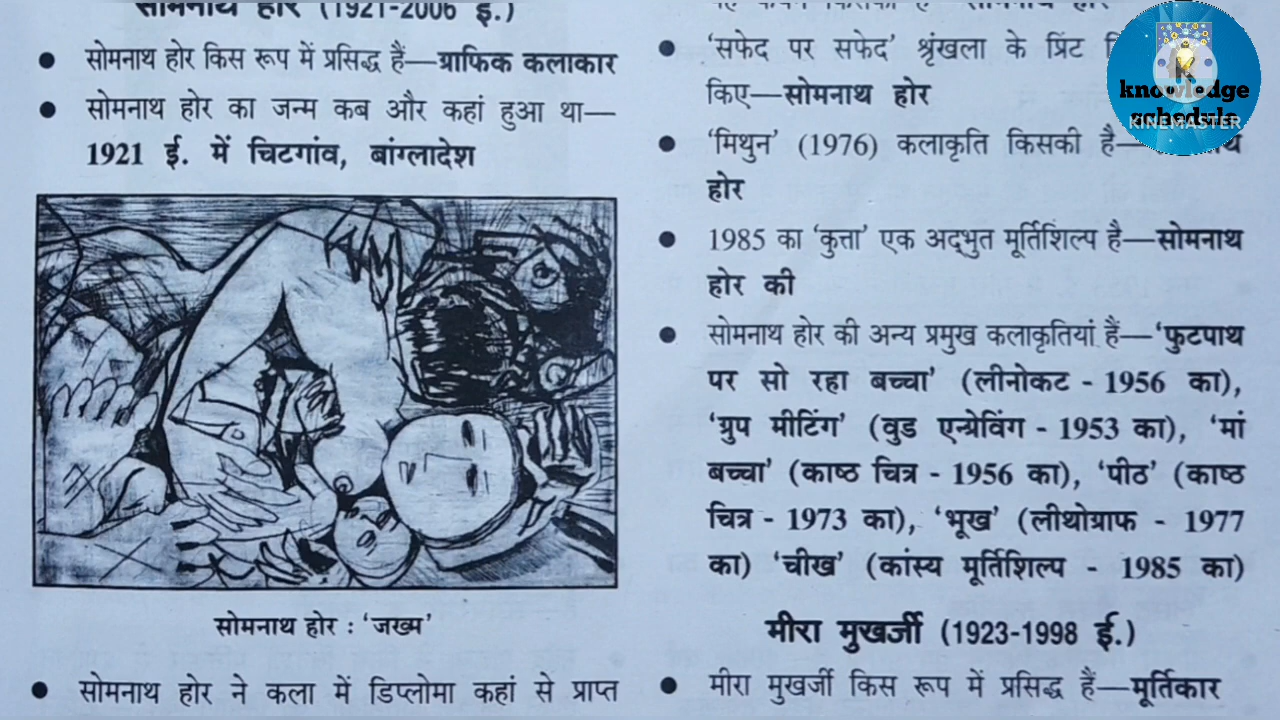 सोमनाथ होर (1921-2006 ई.)
● सोमनाथ होर किस रूप में प्रसिद्ध हैं—ग्राफिक कलाकार
● सोमनाथ होर का जन्म कब और कहां हुआ था—
1921 ई. में चिटगांव, बांग्लादेश
सोमनाथ होर : ‘जख्म’
● सोमनाथ होर ने कला में डिप्लोमा कहां से प्राप्त
● ‘सफेद पर सफेद’ श्रृंखला के प्रिंट
किए—सोमनाथ होर
● ‘मिथुन’ (1976) कलाकृति किसकी है—
होर
● 1985 का ‘कुत्ता’ एक अद्भुत मूर्तिशिल्प है—सोमनाथ
होर की
● सोमनाथ होर की अन्य प्रमुख कलाकृतियां हैं—‘फुटपाथ
पर सो रहा बच्चा’ (लीनोकट - 1956 का),
‘ग्रुप मीटिंग’ (वुड एन्ग्रेविंग - 1953 का), ‘मां
बच्चा’ (काष्ठ चित्र - 1956 का), ‘पीठ’ (काष्ठ
चित्र - 1973 का), ‘भूख’ (लीथोग्राफ - 1977
का) ‘चीख’ (कांस्य मूर्तिशिल्प - 1985 का)
मीरा मुखर्जी (1923-1998 ई.)
● मीरा मुखर्जी किस रूप में प्रसिद्ध हैं—मूर्तिकार
knowledge
schedule
KINEMASTER